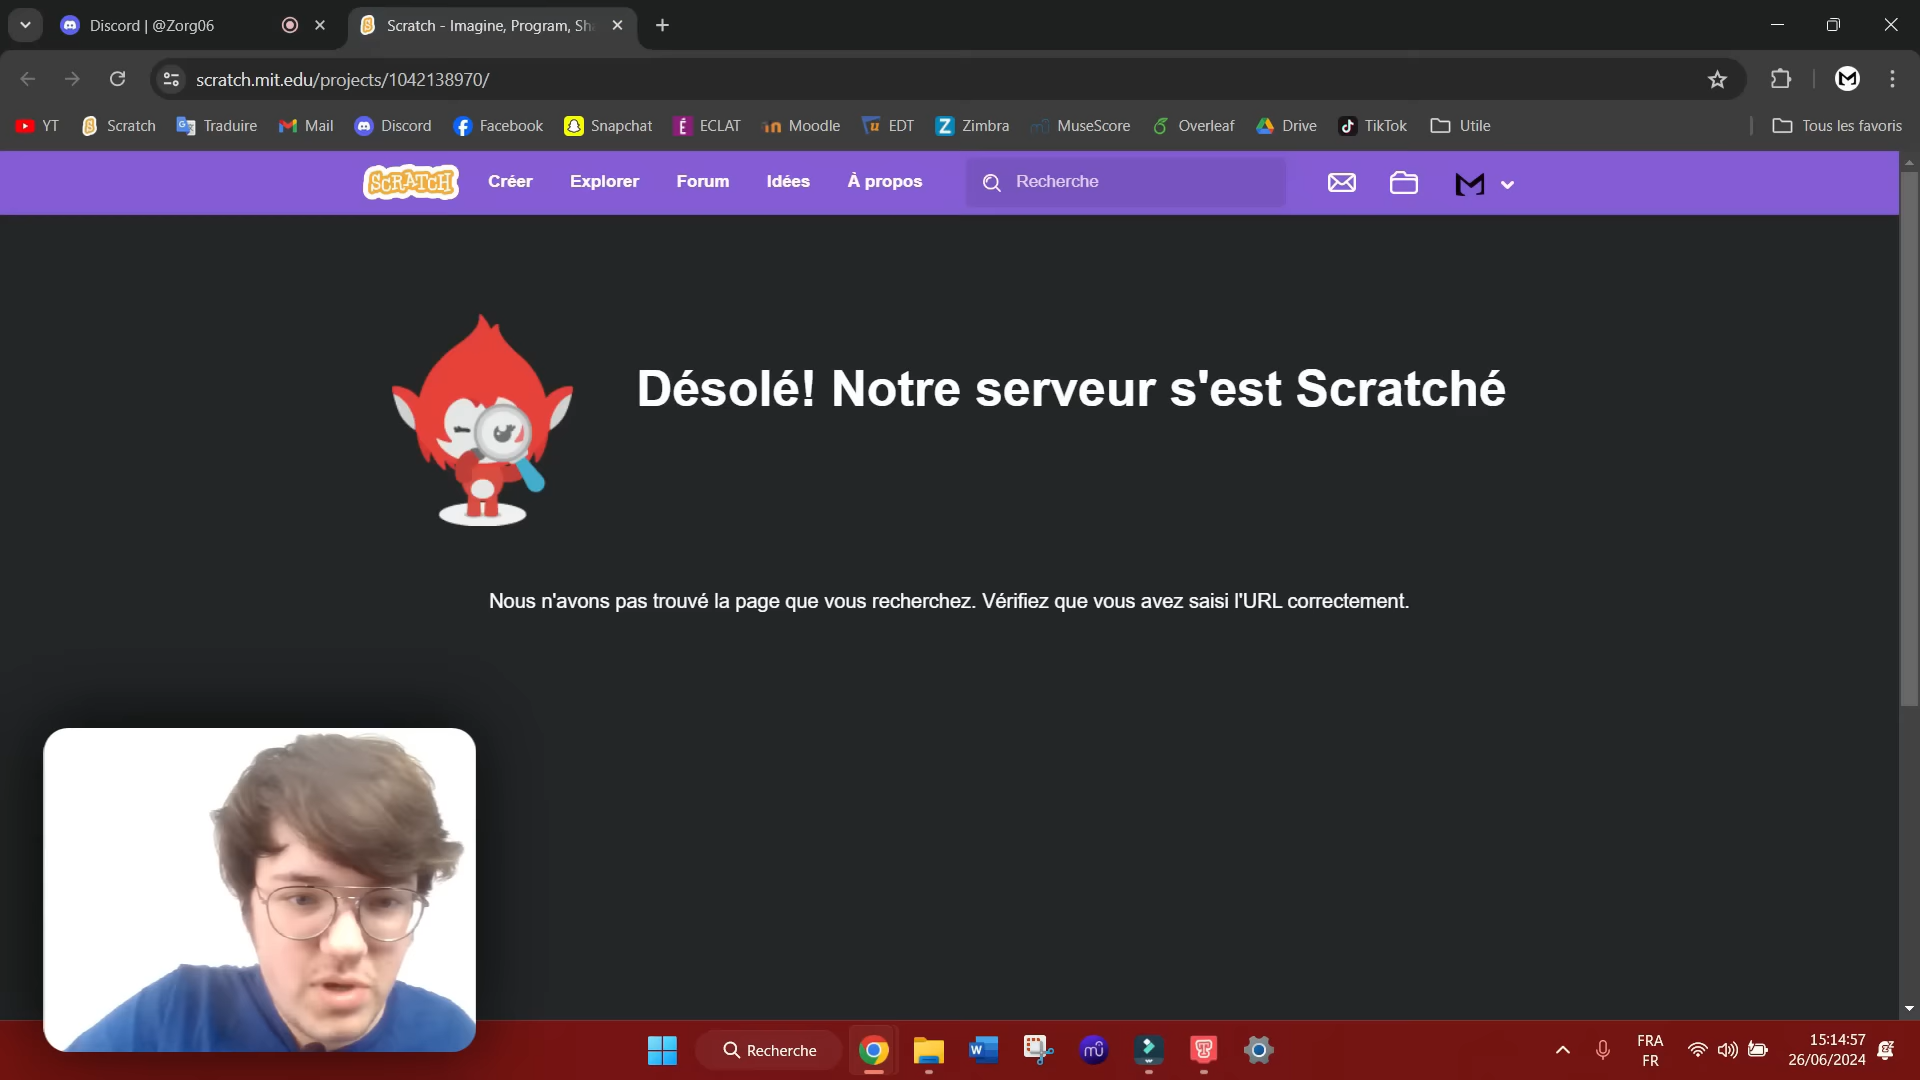 Discord | @Zorg06
Scratch - Imagine, Program, Sh
scratch.mit.edu/projects/1042138970/
YT Scratch Traduire Mail Discord Facebook Snapchat ECLAT Moodle EDT Zimbra MuseScore Overleaf Drive TikTok Utile Tous les favoris
SCRATCH Créer Explorer Forum Idées À propos Recherche
Désolé! Notre serveur s'est Scratché
Nous n'avons pas trouvé la page que vous recherchez. Vérifiez que vous avez saisi l'URL correctement.
Recherche
FRA
FR
15:14:57
26/06/2024